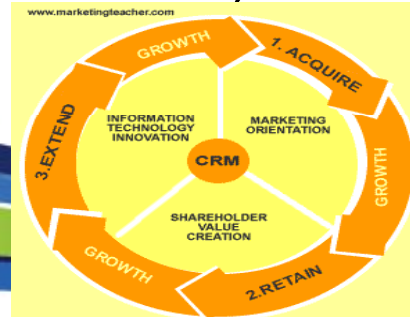 www.marketingteacher.com
GROWTH
1. ACQUIRE
INFORMATION
TECHNOLOGY
INNOVATION
MARKETING
ORIENTATION
3.EXTEND
CRM
GROWTH
SHAREHOLDER
VALUE
CREATION
GROWTH
2.RETAIN